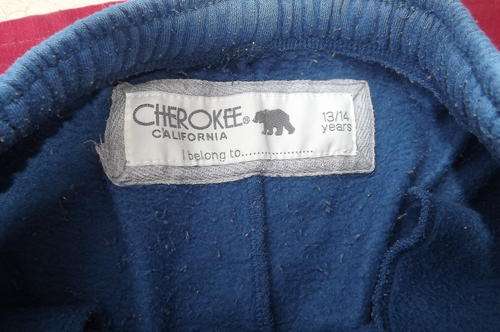 CHEROKEE® 13/14
CALIFORNIA years
I belong to.....................